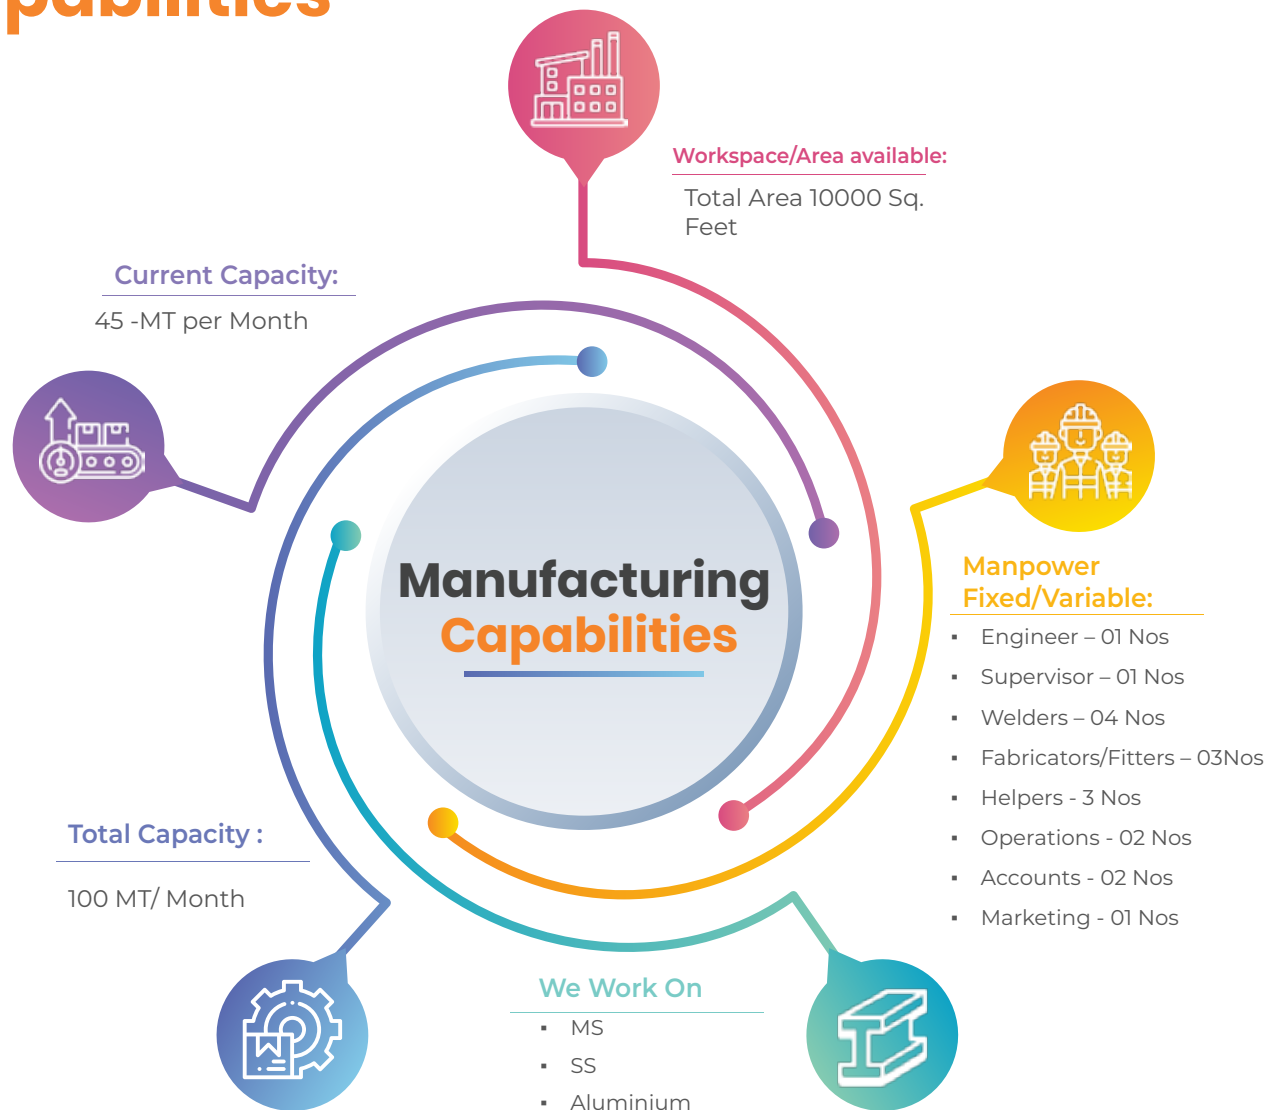 pabilities
Workspace/Area available:
Total Area 10000 Sq.
Feet
Current Capacity:
45 -MT per Month
Manufacturing
Capabilities
Manpower
Fixed/Variable:
▪ Engineer – 01 Nos
▪ Supervisor – 01 Nos
▪ Welders – 04 Nos
▪ Fabricators/Fitters – 03Nos
▪ Helpers - 3 Nos
▪ Operations - 02 Nos
▪ Accounts - 02 Nos
▪ Marketing - 01 Nos
Total Capacity :
100 MT/ Month
We Work On
▪ MS
▪ SS
▪ Aluminium